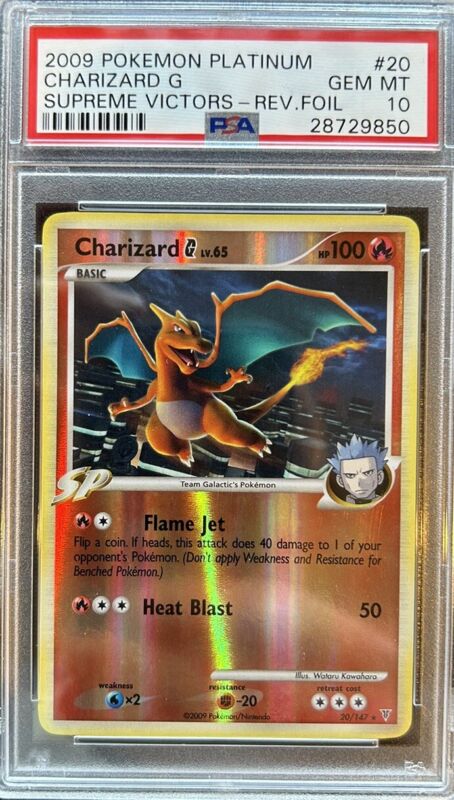 2009 POKEMON PLATINUM #20
CHARIZARD G GEM MT
SUPREME VICTORS - REV.FOIL 10
PSA 28729850
Charizard G LV.65 HP 100
BASIC
SP
Team Galactic's Pokémon
Flame Jet
Flip a coin. If heads, this attack does 40 damage to 1 of your
opponent's Pokémon. (Don't apply Weakness and Resistance for
Benched Pokémon.)
Heat Blast 50
Illus. Wataru Kawahara
weakness resistance retreat cost
×2 -20
©2009 Pokémon/Nintendo 20/147 ★